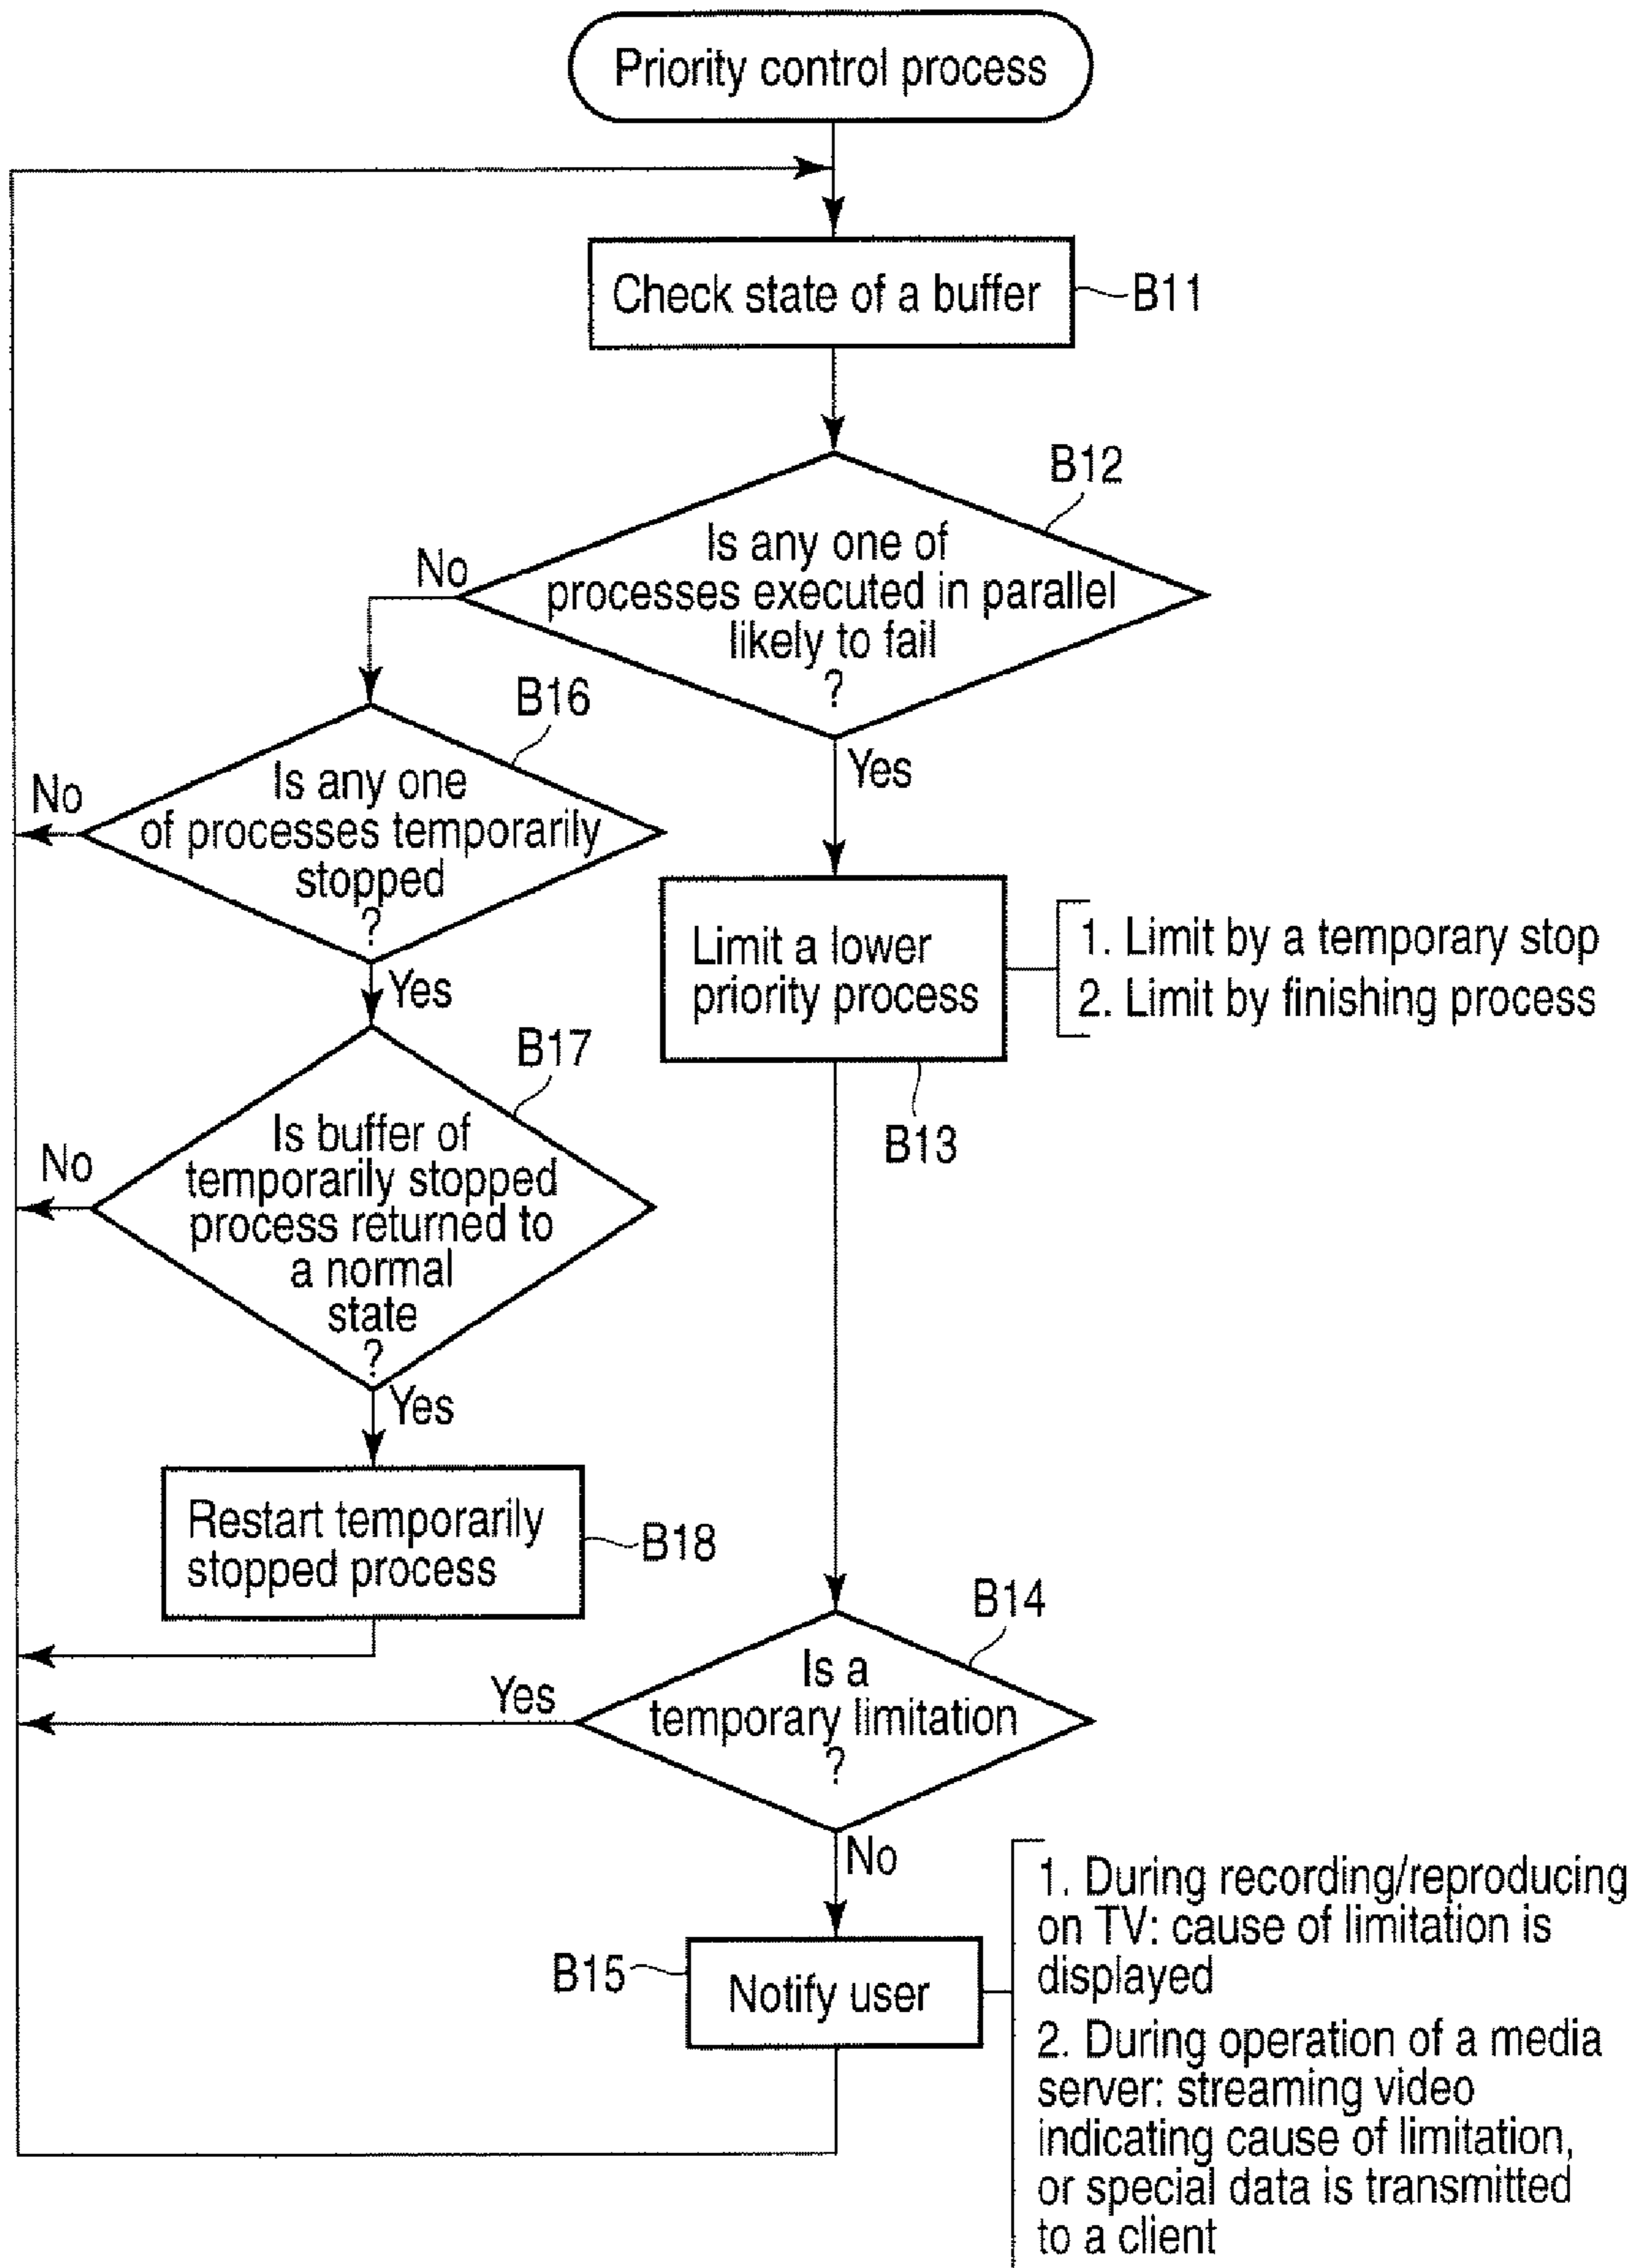 Priority control process
Check state of a buffer
B11
B12
Is any one of
processes executed in parallel
likely to fail
?
No
Yes
B16
Is any one
of processes temporarily
stopped
?
No
Yes
Limit a lower
priority process
B13
1. Limit by a temporary stop
2. Limit by finishing process
B17
Is buffer of
temporarily stopped
process returned to
a normal
state
?
No
Yes
Restart temporarily
stopped process
B18
B14
Is a
temporary limitation
?
Yes
No
B15
Notify user
1. During recording/reproducing
on TV: cause of limitation is
displayed
2. During operation of a media
server: streaming video
indicating cause of limitation,
or special data is transmitted
to a client